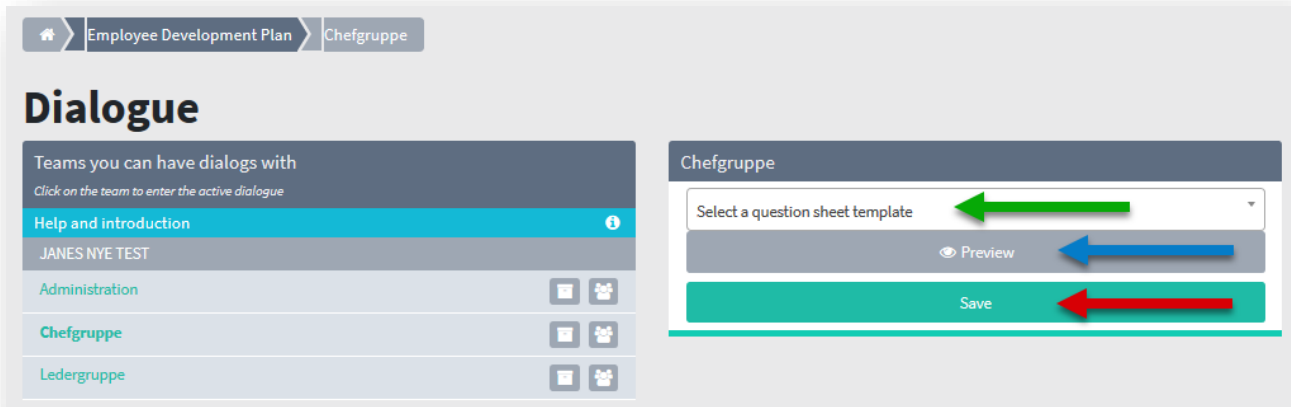 Employee Development Plan Chefgruppe
Dialogue
Teams you can have dialogs with
Click on the team to enter the active dialogue
Help and introduction
JANES NYE TEST
Administration
Chefgruppe
Ledergruppe
Chefgruppe
Select a question sheet template
Preview
Save